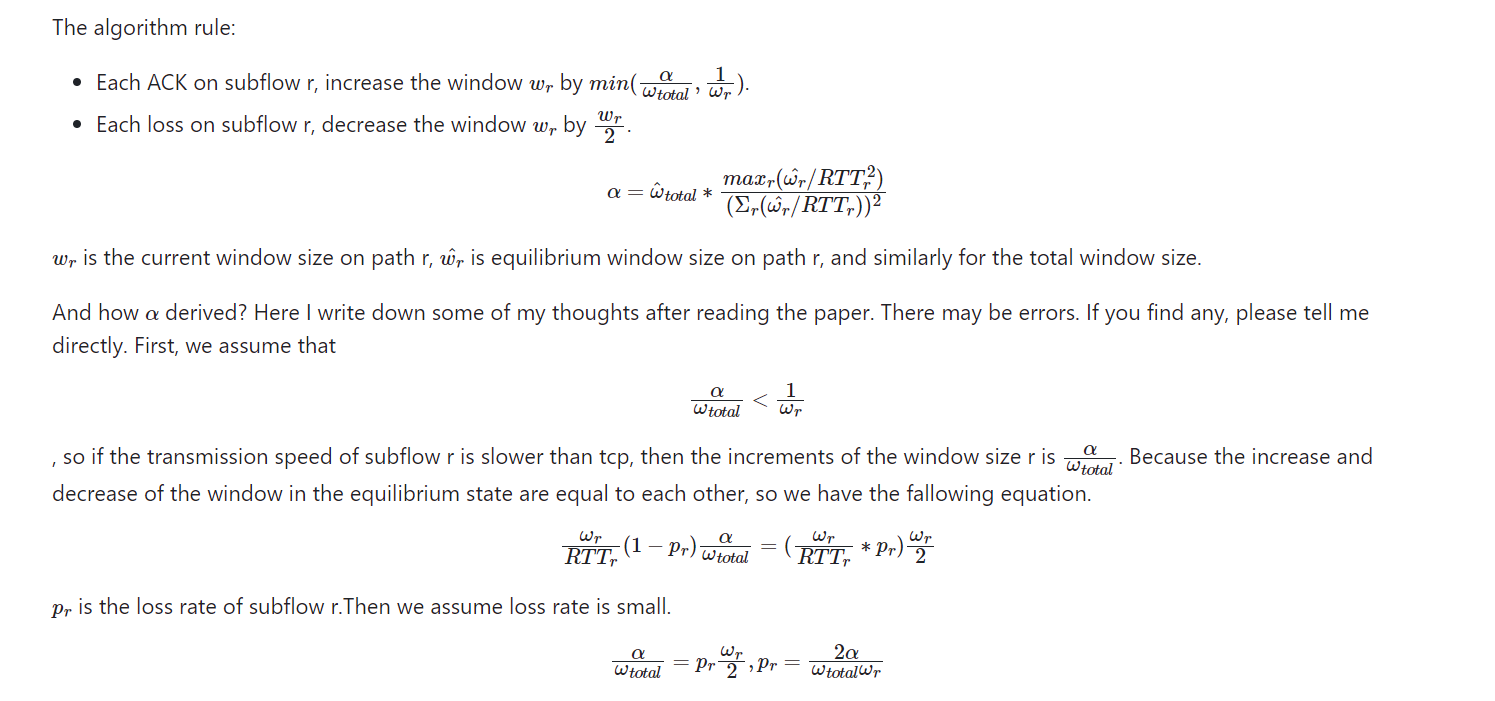 The algorithm rule:
• Each ACK on subflow r, increase the window $w_r$ by $min(\frac{\alpha}{\omega_{total}}, \frac{1}{\omega_r})$.
• Each loss on subflow r, decrease the window $w_r$ by $\frac{w_r}{2}$.
$\alpha = \hat{\omega}_{total} * \frac{max_r(\hat{\omega_r}/RTT_r^2)}{(\Sigma_r(\hat{\omega_r}/RTT_r))^2}$
$w_r$ is the current window size on path r, $\hat{w_r}$ is equilibrium window size on path r, and similarly for the total window size.
And how $\alpha$ derived? Here I write down some of my thoughts after reading the paper. There may be errors. If you find any, please tell me
directly. First, we assume that
$\frac{\alpha}{\omega_{total}} < \frac{1}{\omega_r}$
, so if the transmission speed of subflow r is slower than tcp, then the increments of the window size r is $\frac{\alpha}{\omega_{total}}$. Because the increase and
decrease of the window in the equilibrium state are equal to each other, so we have the fallowing equation.
$\frac{\omega_r}{RTT_r}(1 - p_r)\frac{\alpha}{\omega_{total}} = (\frac{\omega_r}{RTT_r} * p_r)\frac{\omega_r}{2}$
$p_r$ is the loss rate of subflow r.Then we assume loss rate is small.
$\frac{\alpha}{\omega_{total}} = p_r\frac{\omega_r}{2}, p_r = \frac{2\alpha}{\omega_{total}\omega_r}$